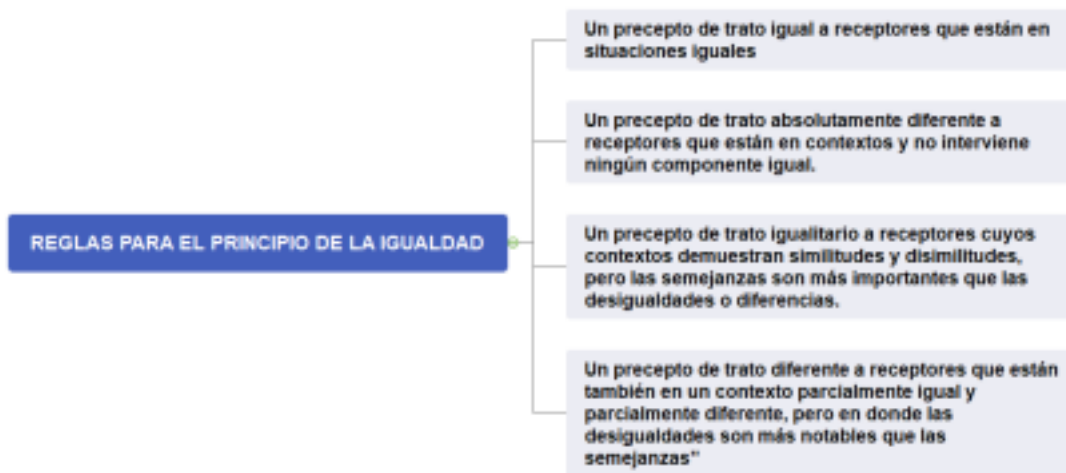 Un precepto de trato igual a receptores que están en
situaciones iguales
Un precepto de trato absolutamente diferente a
receptores que están en contextos y no interviene
ningún componente igual.
REGLAS PARA EL PRINCIPIO DE LA IGUALDAD
Un precepto de trato igualitario a receptores cuyos
contextos demuestran similitudes y disimilitudes,
pero las semejanzas son más importantes que las
desigualdades o diferencias.
Un precepto de trato diferente a receptores que están
también en un contexto parcialmente igual y
parcialmente diferente, pero en donde las
desigualdades son más notables que las
semejanzas"